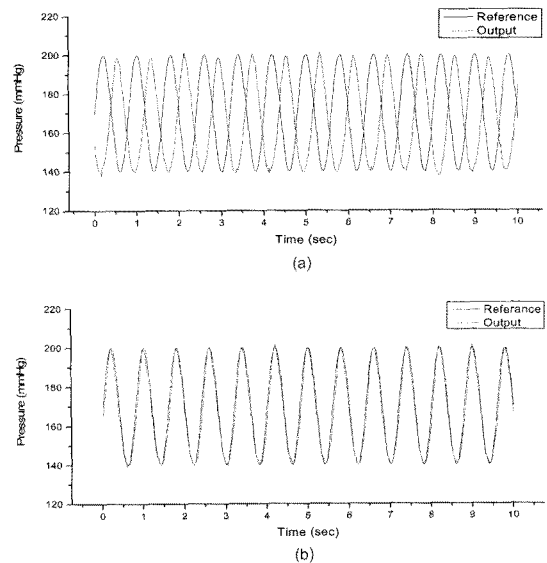 Reference
Output
220
200
180
160
140
120
Pressure (mmHg)
0 1 2 3 4 5 6 7 8 9 10
Time (sec)
(a)
Referance
Output
220
200
180
160
140
120
Pressure (mmHg)
0 1 2 3 4 5 6 7 8 9 10
Time (sec)
(b)